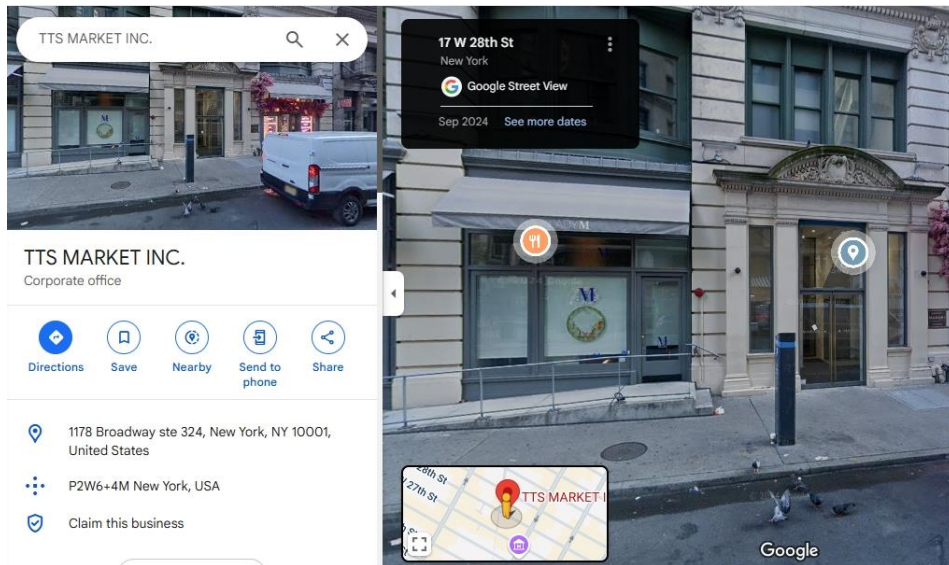 TTS MARKET INC.
TTS MARKET INC.
Corporate office
Directions
Save
Nearby
Send to
phone
Share
1178 Broadway ste 324, New York, NY 10001,
United States
P2W6+4M New York, USA
Claim this business
17 W 28th St
New York
Google Street View
Sep 2024 See more dates
M
M
M
28th St
27th St
TTS MARKET I
Google